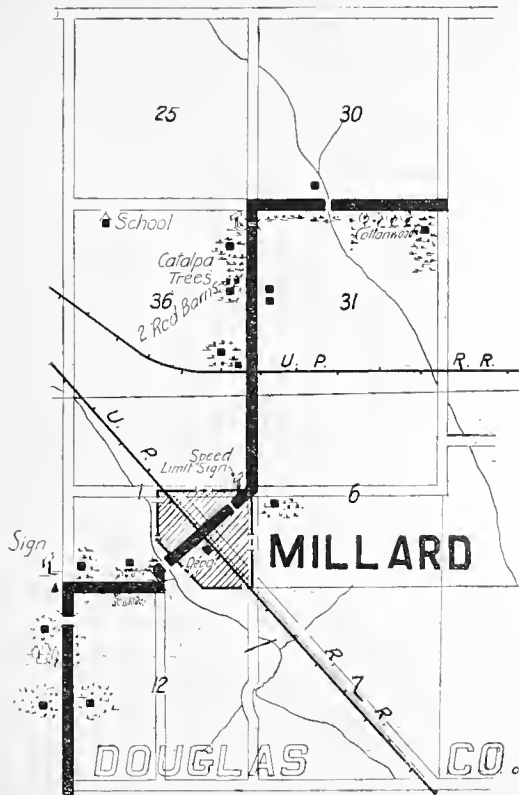 25
30
School
Cottonwood
Catalpa
Trees
36
2 Red Barns
31
U. P. R. R.
U. P.
Speed
Limit Sign
1
6
Sign
MILLARD
12
7
R. R.
DOUGLAS CO.